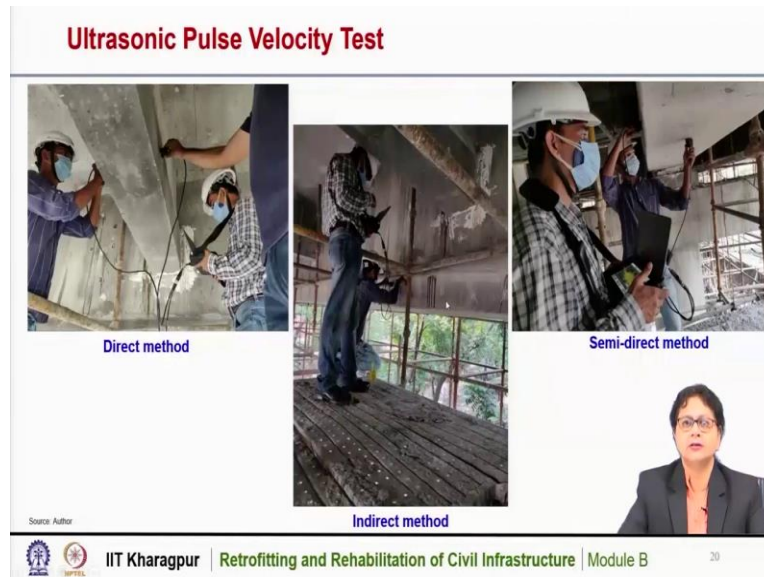 Ultrasonic Pulse Velocity Test
Direct method
Indirect method
Semi-direct method
Source: Author
NPTEL
IIT Kharagpur | Retrofitting and Rehabilitation of Civil Infrastructure | Module B
20